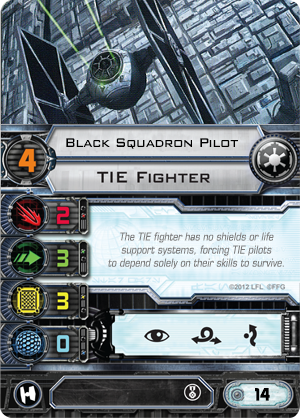 Black Squadron Pilot
4
TIE Fighter
2
The TIE fighter has no shields or life
support systems, forcing TIE pilots
to depend solely on their skills to survive.
3
©2012 LFL ©FFG
3
0
14